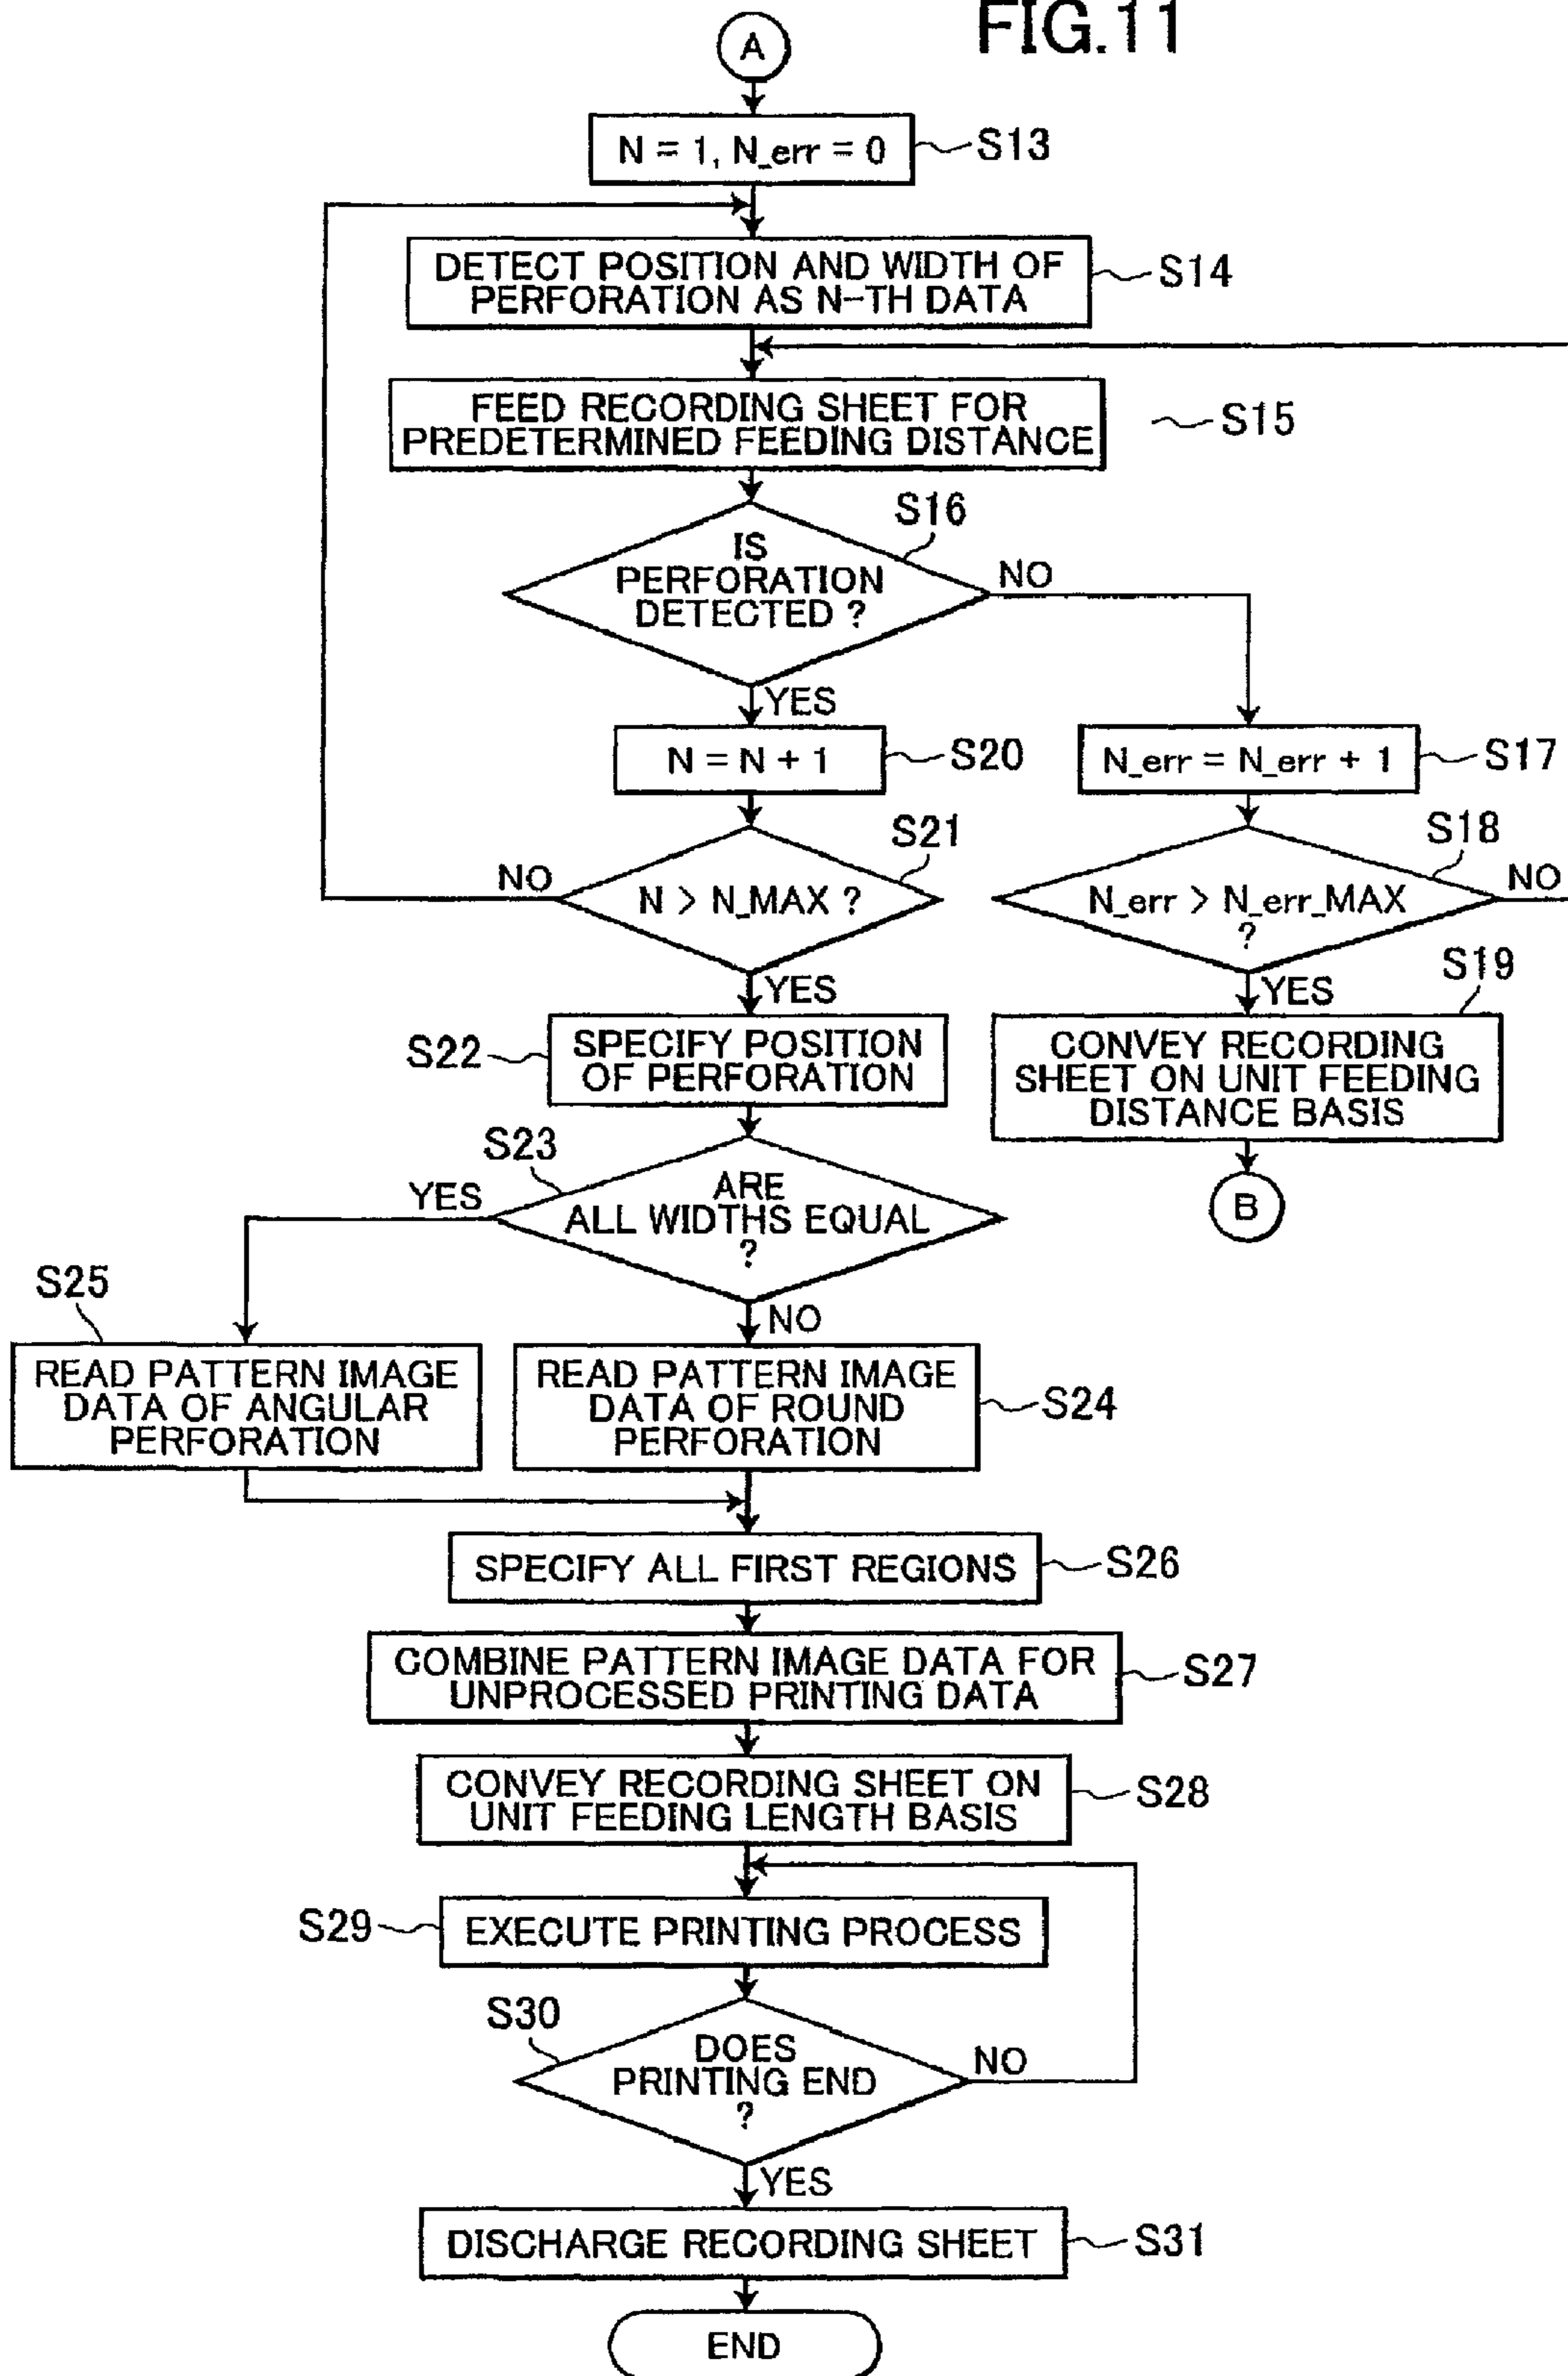 FIG.11
A
N = 1, N_err = 0
S13
DETECT POSITION AND WIDTH OF
PERFORATION AS N-TH DATA
S14
FEED RECORDING SHEET FOR
PREDETERMINED FEEDING DISTANCE
S15
S16
IS
PERFORATION
DETECTED ?
NO
YES
N = N + 1
S20
N_err = N_err + 1
S17
S21
N > N_MAX ?
NO
YES
S18
N_err > N_err_MAX
?
NO
YES
S19
S22
SPECIFY POSITION
OF PERFORATION
CONVEY RECORDING
SHEET ON UNIT FEEDING
DISTANCE BASIS
B
S23
ARE
ALL WIDTHS EQUAL
?
YES
NO
S25
READ PATTERN IMAGE
DATA OF ANGULAR
PERFORATION
READ PATTERN IMAGE
DATA OF ROUND
PERFORATION
S24
SPECIFY ALL FIRST REGIONS
S26
COMBINE PATTERN IMAGE DATA FOR
UNPROCESSED PRINTING DATA
S27
CONVEY RECORDING SHEET ON
UNIT FEEDING LENGTH BASIS
S28
S29
EXECUTE PRINTING PROCESS
S30
DOES
PRINTING END
?
NO
YES
DISCHARGE RECORDING SHEET
S31
END